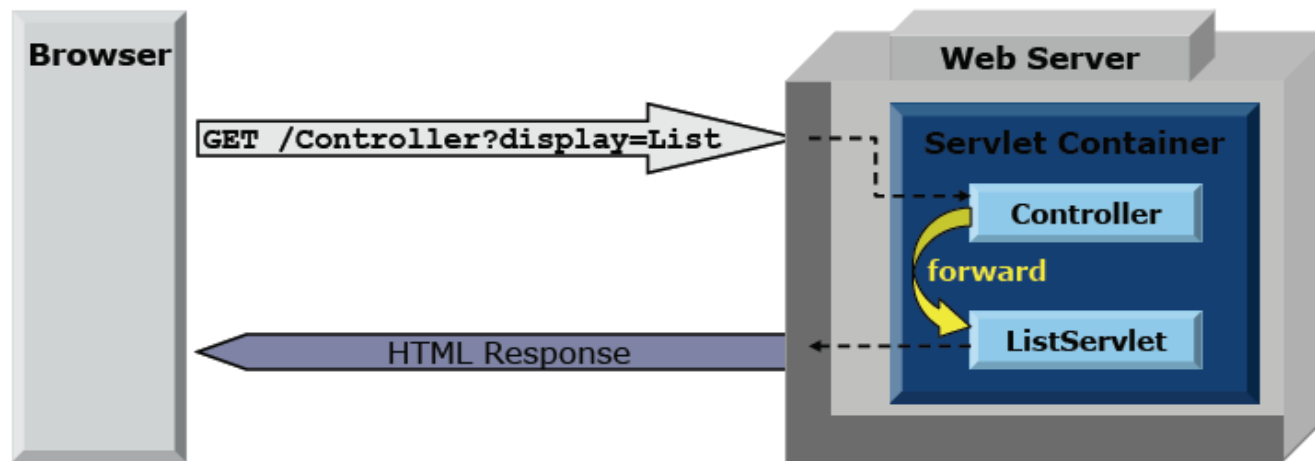 Browser
Web Server
GET /Controller?display=List
Servlet Container
Controller
forward
ListServlet
HTML Response